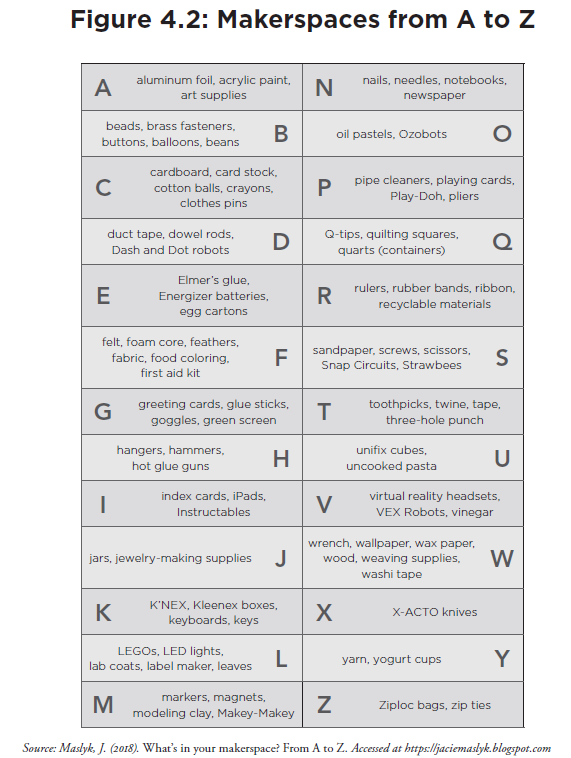 Figure 4.2: Makerspaces from A to Z
A
aluminum foil, acrylic paint,
art supplies
beads, brass fasteners,
buttons, balloons, beans
B
C
cardboard, card stock,
cotton balls, crayons,
clothes pins
duct tape, dowel rods,
Dash and Dot robots
D
E
Elmer's glue,
Energizer batteries,
egg cartons
felt, foam core, feathers,
fabric, food coloring,
first aid kit
F
G
greeting cards, glue sticks,
goggles, green screen
hangers, hammers,
hot glue guns
H
I
index cards, iPads,
Instructables
jars, jewelry-making supplies
J
K
K'NEX, Kleenex boxes,
keyboards, keys
LEGOs, LED lights,
lab coats, label maker, leaves
L
M
markers, magnets,
modeling clay, Makey-Makey
N
nails, needles, notebooks,
newspaper
oil pastels, Ozobots
O
P
pipe cleaners, playing cards,
Play-Doh, pliers
Q-tips, quilting squares,
quarts (containers)
Q
R
rulers, rubber bands, ribbon,
recyclable materials
sandpaper, screws, scissors,
Snap Circuits, Strawbees
S
T
toothpicks, twine, tape,
three-hole punch
unifix cubes,
uncooked pasta
U
V
virtual reality headsets,
VEX Robots, vinegar
wrench, wallpaper, wax paper,
wood, weaving supplies,
washi tape
W
X
X-ACTO knives
yarn, yogurt cups
Y
Z
Ziploc bags, zip ties
Source: Maslyk, J. (2018). What's in your makerspace? From A to Z. Accessed at https://jaciemaslyk.blogspot.com